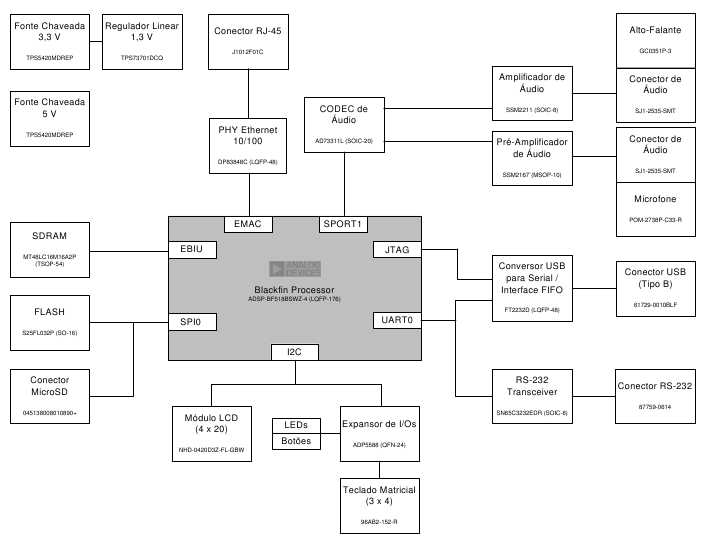 Fonte Chaveada
3,3 V
TPS5420MDREP
Regulador Linear
1,3 V
TPS73701DCQ
Conector RJ-45
J1012F01C
Alto-Falante
GC0351P-3
Fonte Chaveada
5 V
TPS5420MDREP
PHY Ethernet
10/100
DP83848C (LQFP-48)
CODEC de
Áudio
AD73311L (SOIC-20)
Amplificador de
Áudio
SSM2211 (SOIC-8)
Conector de
Áudio
SJ1-2535-SMT
Pré-Amplificador
de Áudio
SSM2167 (MSOP-10)
Conector de
Áudio
SJ1-2535-SMT
Microfone
POM-2738P-C33-R
EMAC
SPORT1
SDRAM
MT48LC16M16A2P
(TSOP-54)
EBIU
JTAG
ANALOG
DEVICES
Blackfin Processor
ADSP-BF518BSWZ-4 (LQFP-176)
Conversor USB
para Serial /
Interface FIFO
FT2232D (LQFP-48)
Conector USB
(Tipo B)
61729-0010BLF
FLASH
S25FL032P (SO-16)
SPI0
UART0
I2C
Conector
MicroSD
045138008010890+
RS-232
Transceiver
SN65C3232EDR (SOIC-8)
Conector RS-232
87759-0614
Módulo LCD
(4 x 20)
NHD-0420D3Z-FL-GBW
LEDs
Botões
Expansor de I/Os
ADP5588 (QFN-24)
Teclado Matricial
(3 x 4)
96AB2-152-R